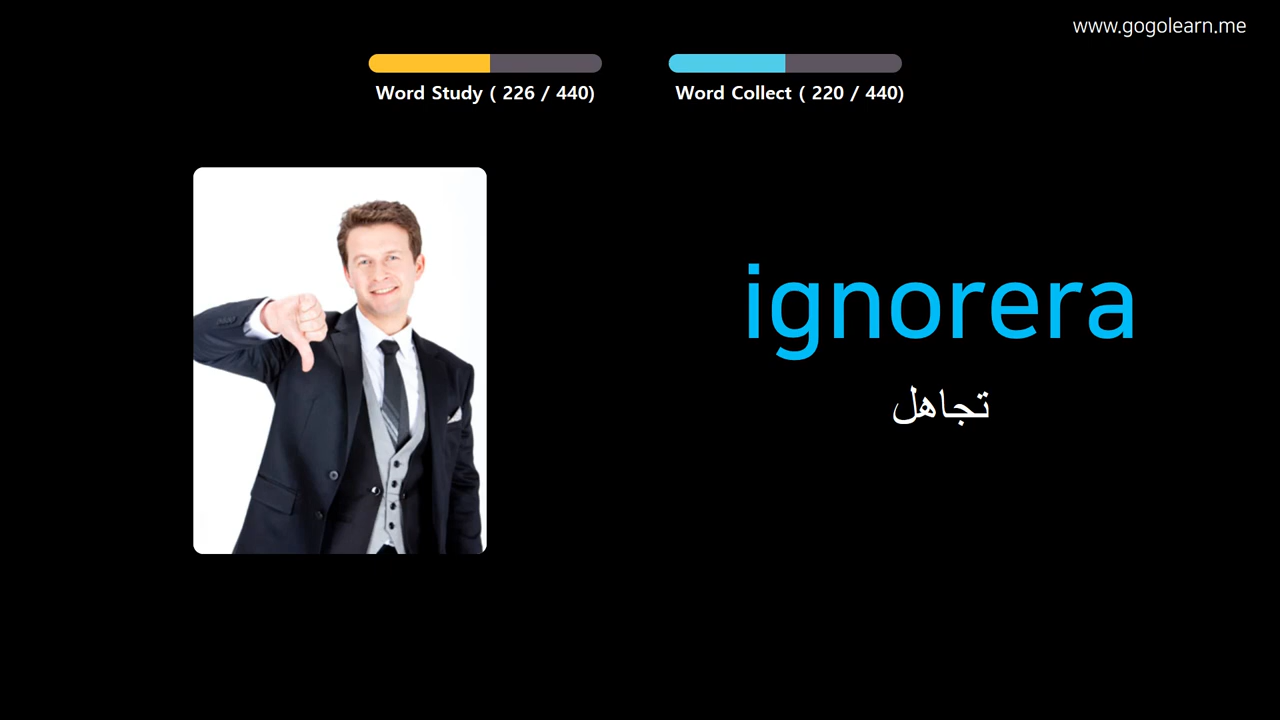 www.gogolearn.me
Word Study ( 226 / 440)
Word Collect ( 220 / 440)
ignorera
تجاهل